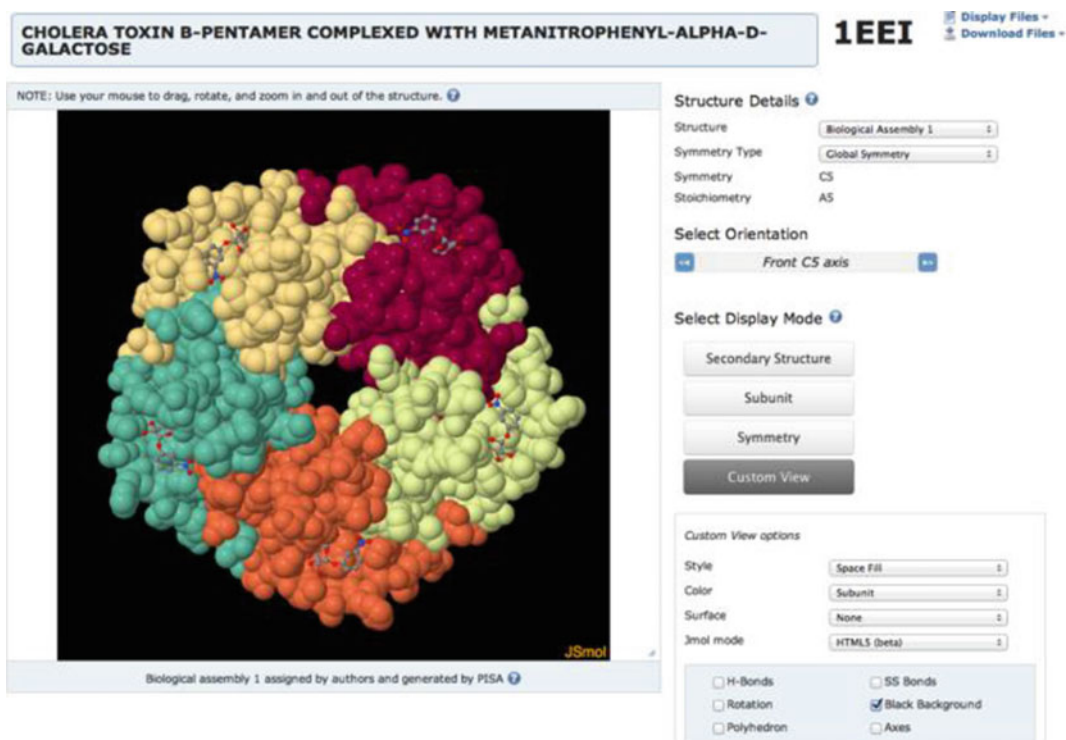 CHOLERA TOXIN B-PENTAMER COMPLEXED WITH METANITROPHENYL-ALPHA-D-
GALACTOSE
1EEI
Display Files
Download Files
NOTE: Use your mouse to drag, rotate, and zoom in and out of the structure.
JSmol
Biological assembly 1 assigned by authors and generated by PISA
Structure Details
Structure Biological Assembly 1
Symmetry Type Global Symmetry
Symmetry C5
Stoichiometry A5
Select Orientation
Front C5 axis
Select Display Mode
Secondary Structure
Subunit
Symmetry
Custom View
Custom View options
Style Space Fill
Color Subunit
Surface None
Jmol mode HTML5 (beta)
H-Bonds SS Bonds
Rotation Black Background
Polyhedron Axes